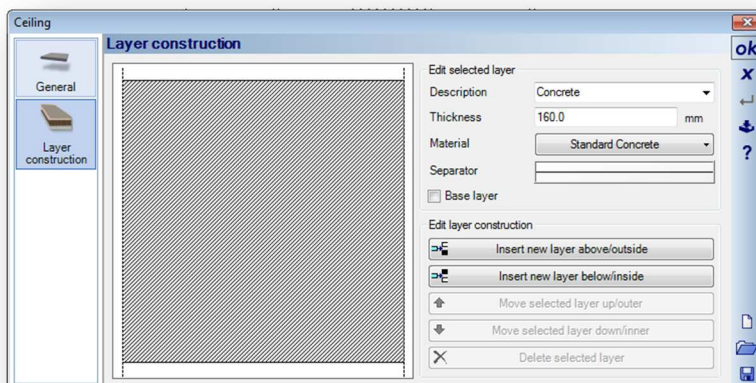 Ceiling
Layer construction
ok
General
Layer
construction
Edit selected layer
Description Concrete
Thickness 160.0 mm
Material Standard Concrete
Separator
Base layer
Edit layer construction
Insert new layer above/outside
Insert new layer below/inside
Move selected layer up/outer
Move selected layer down/inner
Delete selected layer
x
?